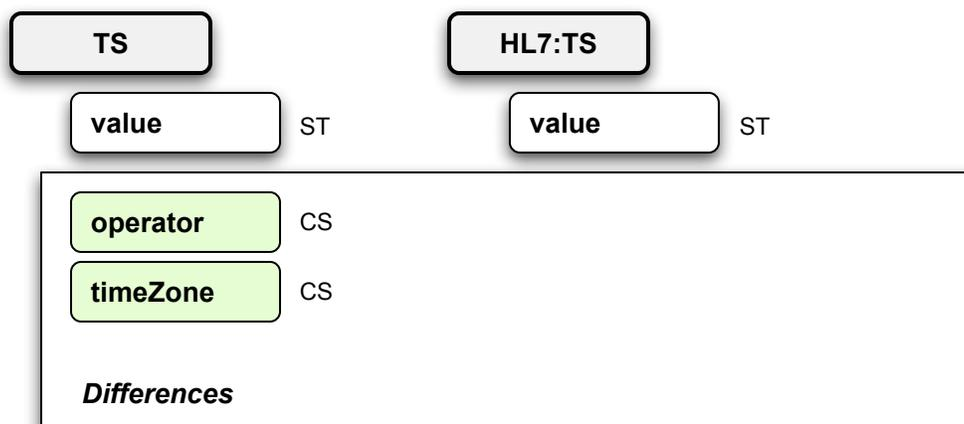 TS HL7:TS
value ST value ST
operator CS
timeZone CS
Differences